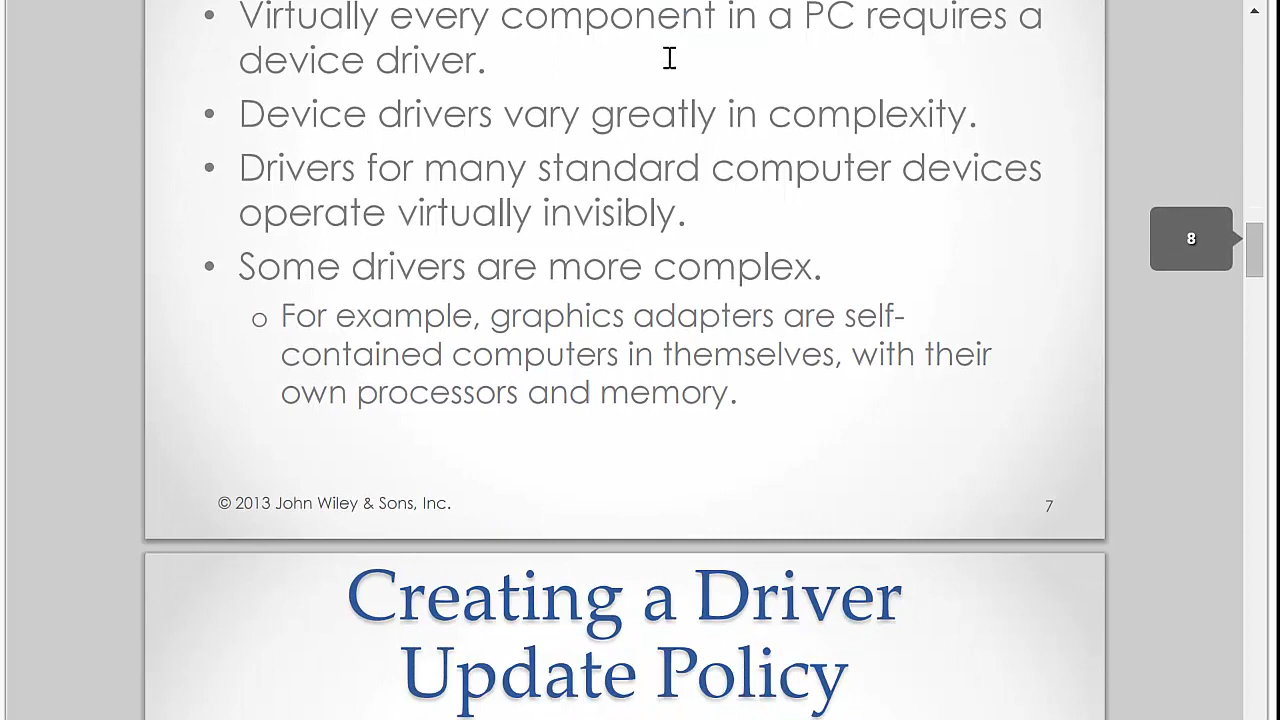 • Virtually every component in a PC requires a
device driver.
• Device drivers vary greatly in complexity.
• Drivers for many standard computer devices
operate virtually invisibly.
• Some drivers are more complex.
o For example, graphics adapters are self-
contained computers in themselves, with their
own processors and memory.
© 2013 John Wiley & Sons, Inc.
7
8
Creating a Driver
Update Policy